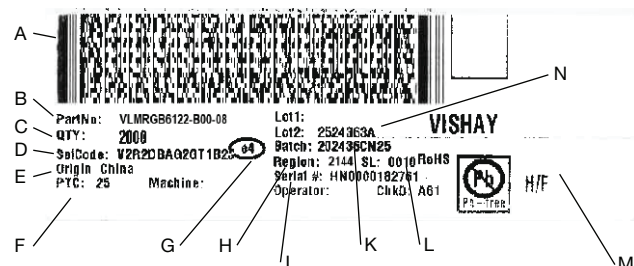 A
N
B
PartNo: VLMRGB6122-B00-08
Lot1:
C
QTY: 2000
Lot2: 2524363A
VISHAY
D
SelCode:
e4
Batch: 202436CN25
E
Origin China
Region: 2144 SL: 0010 RoHS
PTC: 25 Machine:
Serial #: HN0000182761
Operator: ChkD: A61
Pb
Pb-Free
H/F
F G H K L M